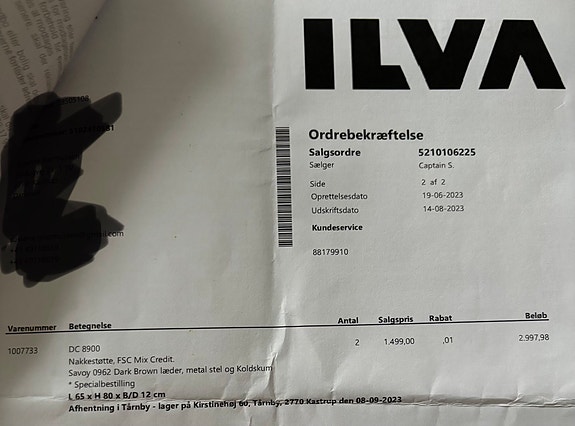 ILVA
Ordrebekræftelse
Salgsordre 5210106225
Sælger Captain S.
Side 2 af 2
Oprettelsesdato 19-06-2023
Udskriftsdato 14-08-2023
Kundeservice
88179910
Varenummer Betegnelse Antal Salgspris Rabat Beløb
1007733 DC 8900 2 1.499,00 ,01 2.997,98
Nakkestøtte, FSC Mix Credit.
Savoy 0962 Dark Brown læder, metal stel og Koldskum
* Specialbestilling
L 65 x H 80 x B/D 12 cm
Afhentning i Tårnby - lager på Kirstinehøj 60, Tårnby, 2770 Kastrup den 08-09-2023